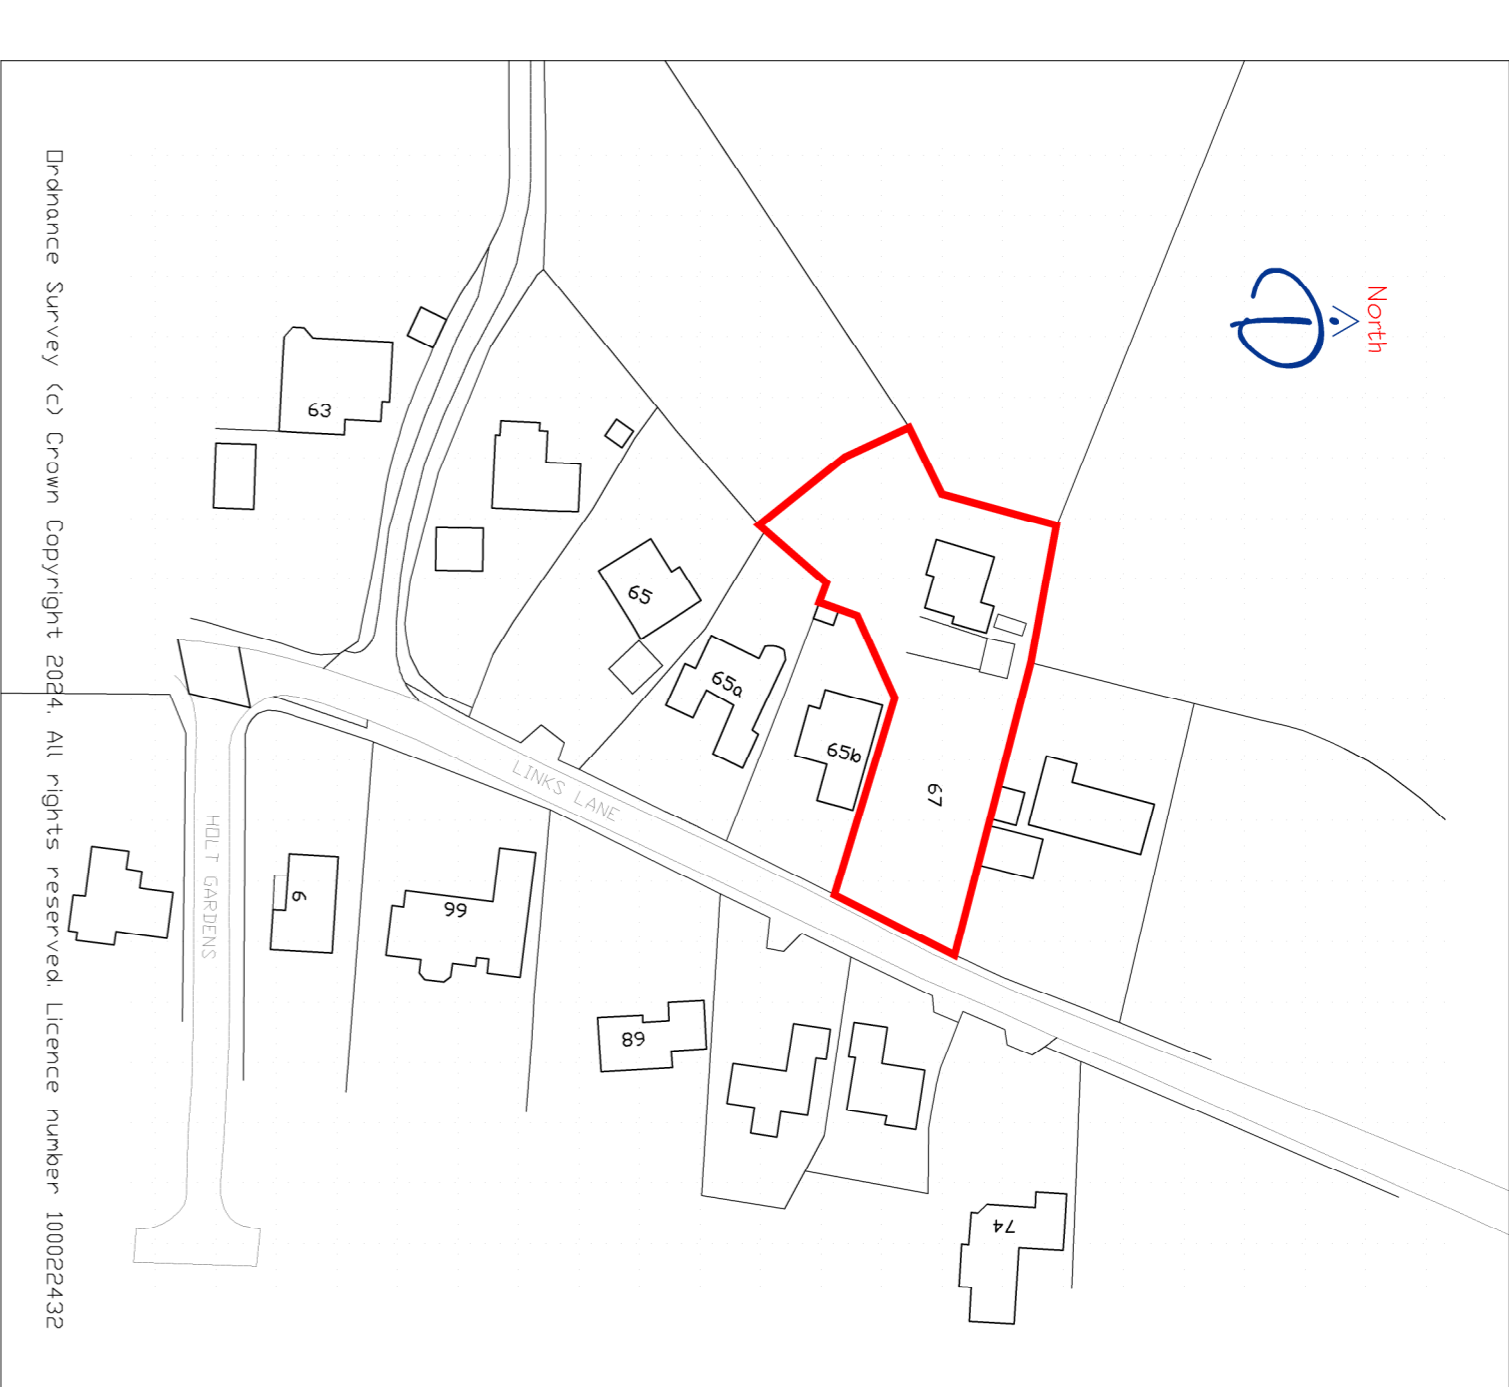 North
63
65
65a
65b
67
LINKS LANE
HOLT GARDENS
66
68
74
Ordnance Survey (c) Crown Copyright 2024. All rights reserved. Licence number 100022432